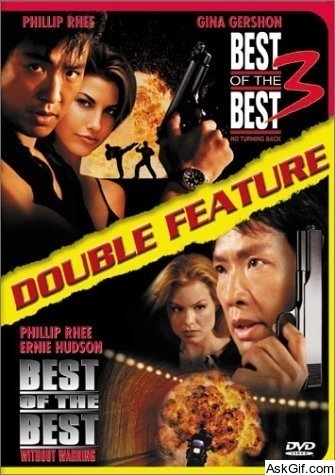 PHILLIP RHEE
GINA GERSHON
BEST
OF THE
BEST
3
NO TURNING BACK
DOUBLE FEATURE
PHILLIP RHEE
ERNIE HUDSON
BEST
OF THE
BEST
WITHOUT WARNING
DVD
VIDEO
AskGif.com